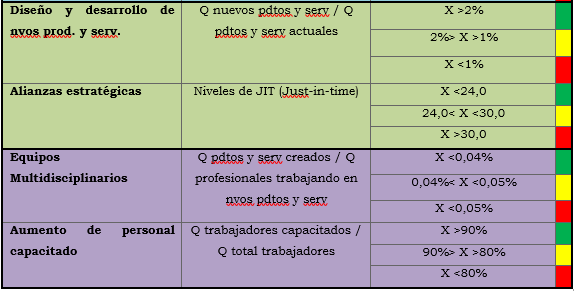 Diseño y desarrollo de
nvos prod. y serv.
Q nuevos pdtos y serv / Q
pdtos y serv actuales
X >2%
2%> X >1%
X <1%
Alianzas estratégicas
Niveles de JIT (Just-in-time)
X <24,0
24,0< X <30,0
X >30,0
Equipos
Multidisciplinarios
Q pdtos y serv creados / Q
profesionales trabajando en
nvos pdtos y serv
X <0,04%
0,04%< X <0,05%
X <0,05%
Aumento de personal
capacitado
Q trabajadores capacitados /
Q total trabajadores
X >90%
90%> X >80%
X <80%